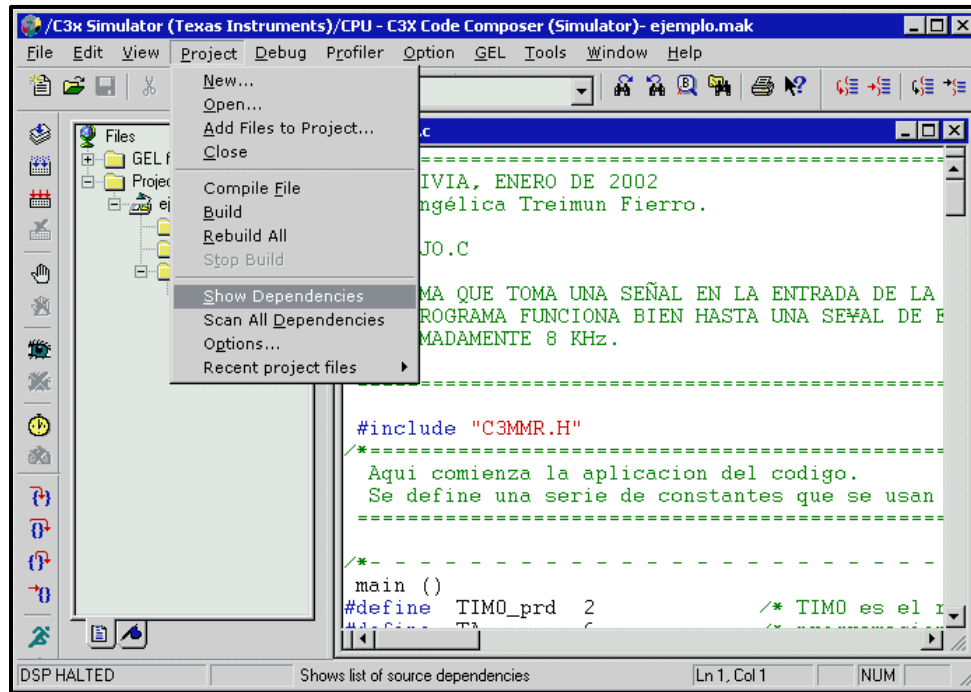 /C3x Simulator (Texas Instruments)/CPU - C3X Code Composer (Simulator)- ejemplo.mak
File Edit View Project Debug Profiler Option GEL Tools Window Help
New...
Open...
Add Files to Project...
Close
Compile File
Build
Rebuild All
Stop Build
Show Dependencies
Scan All Dependencies
Options...
Recent project files
Files
GEL
Projec
ej
.c
IVIA, ENERO DE 2002
ngélica Treimun Fierro.
JO.C
MA QUE TOMA UNA SEÑAL EN LA ENTRADA DE LA
ROGRAMA FUNCIONA BIEN HASTA UNA SE¥AL DE E
MADAMENTE 8 KHz.
#include "C3MMR.H"
/*=================================================
Aqui comienza la aplicacion del codigo.
Se define una serie de constantes que se usan
=================================================
/*- - - - - - - - - - - - - - - - - - - - - - - -
main ()
#define TIM0_prd 2 /* TIM0 es el
DSP HALTED Shows list of source dependencies Ln 1, Col 1 NUM